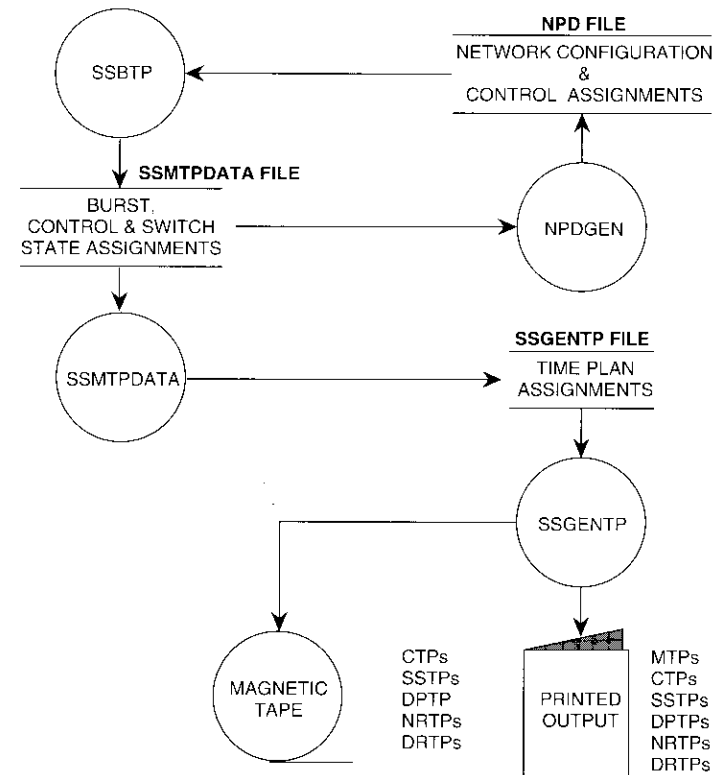 NPD FILE
NETWORK CONFIGURATION
&
CONTROL ASSIGNMENTS
SSBTP
SSMTPDATA FILE
BURST,
CONTROL & SWITCH
STATE ASSIGNMENTS
NPDGEN
SSGENTP FILE
TIME PLAN
ASSIGNMENTS
SSMTPDATA
SSGENTP
MAGNETIC
TAPE
CTPs
SSTPs
DPTP
NRTPs
DRTPs
PRINTED
OUTPUT
MTPs
CTPs
SSTPs
DPTPs
NRTPs
DRTPs